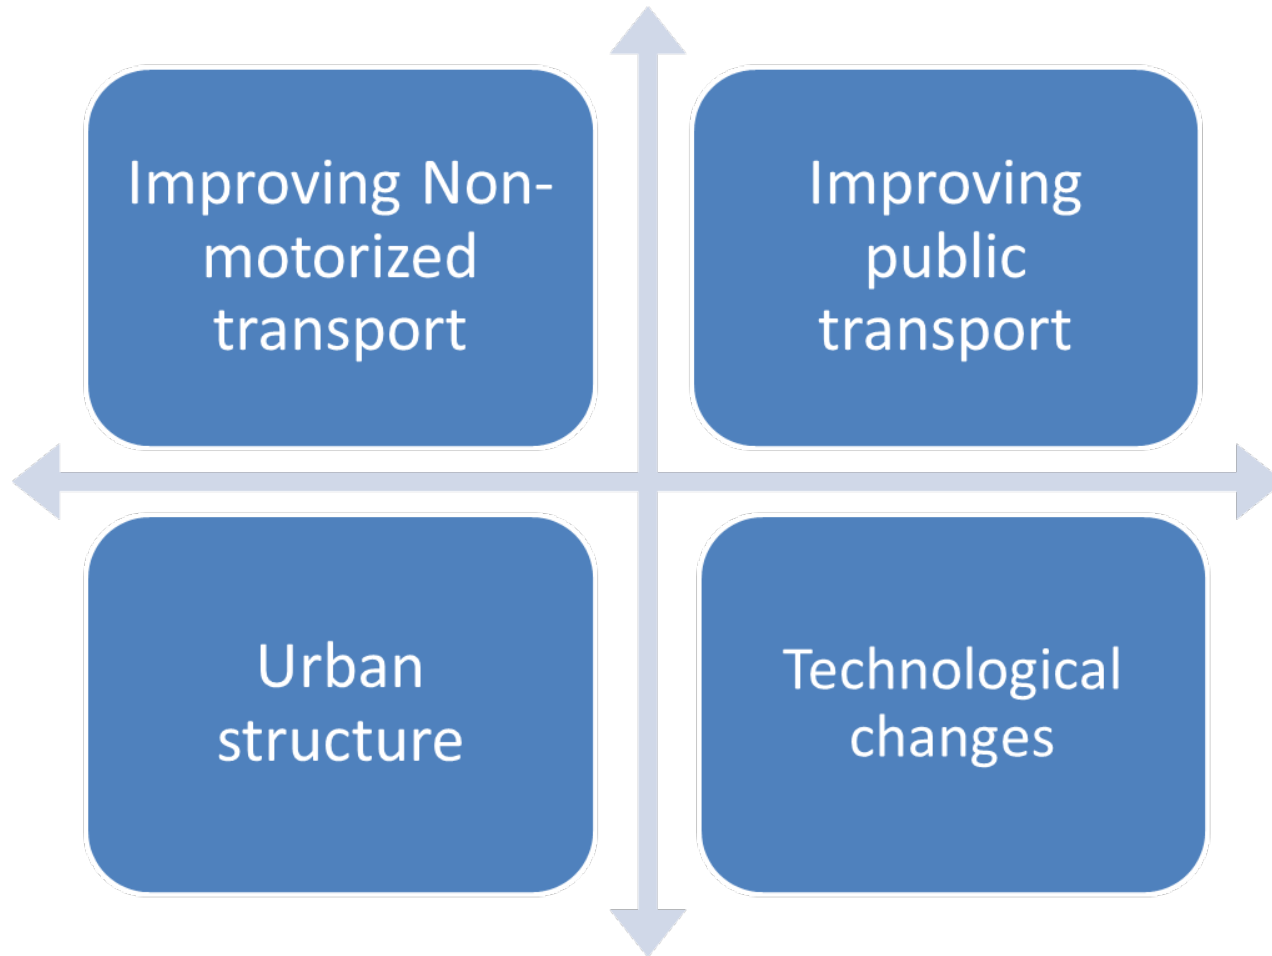 Improving Non-
motorized
transport
Improving
public
transport
Urban
structure
Technological
changes